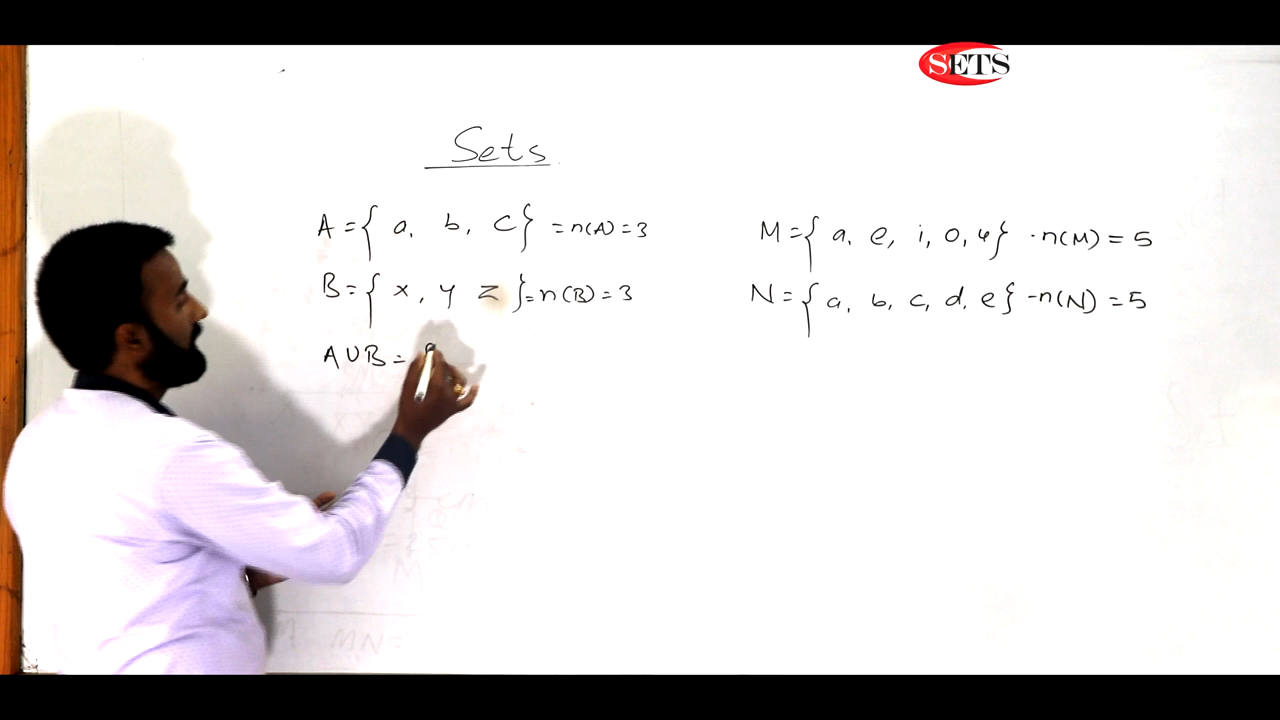 SETS
Sets
A = { a, b, c} = n(A) = 3
B = { x, y z } = n(B) = 3
A ∪ B =
M = { a, e, i, o, u} · n(M) = 5
N = { a, b, c, d, e} - n(N) = 5